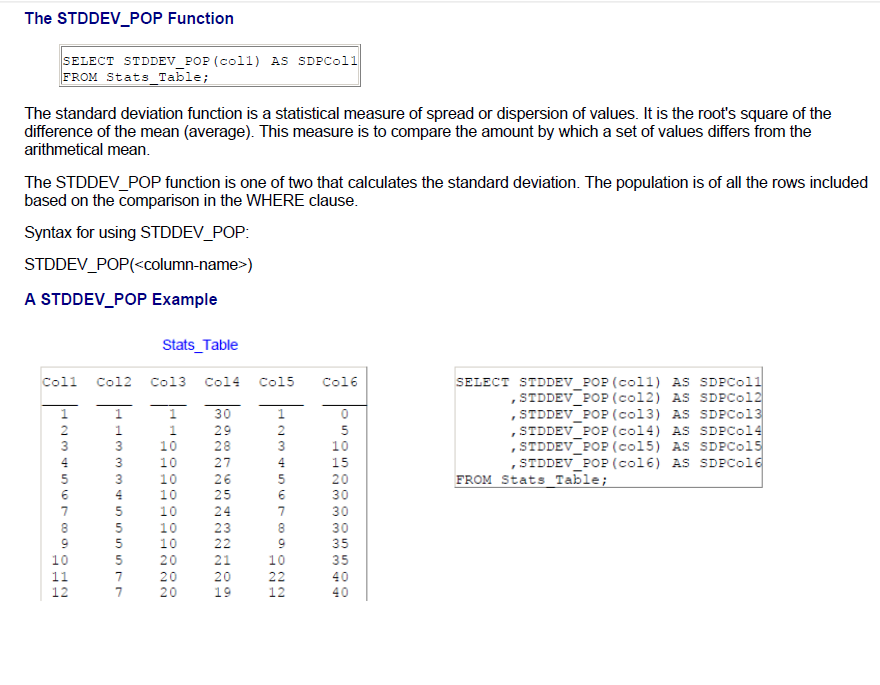 The STDDEV_POP Function
SELECT STDDEV_POP(col1) AS SDPCol1
FROM Stats_Table;
The standard deviation function is a statistical measure of spread or dispersion of values. It is the root's square of the
difference of the mean (average). This measure is to compare the amount by which a set of values differs from the
arithmetical mean.
The STDDEV_POP function is one of two that calculates the standard deviation. The population is of all the rows included
based on the comparison in the WHERE clause.
Syntax for using STDDEV_POP:
STDDEV_POP(<column-name>)
A STDDEV_POP Example
Stats_Table
Col1 Col2 Col3 Col4 Col5 Col6
1 1 1 30 1 0
2 1 1 29 2 5
3 3 10 28 3 10
4 3 10 27 4 15
5 3 10 26 5 20
6 4 10 25 6 30
7 5 10 24 7 30
8 5 10 23 8 30
9 5 10 22 9 35
10 5 20 21 10 35
11 7 20 20 22 40
12 7 20 19 12 40
SELECT STDDEV_POP(col1) AS SDPCol1
,STDDEV_POP(col2) AS SDPCol2
,STDDEV_POP(col3) AS SDPCol3
,STDDEV_POP(col4) AS SDPCol4
,STDDEV_POP(col5) AS SDPCol5
,STDDEV_POP(col6) AS SDPCol6
FROM Stats_Table;